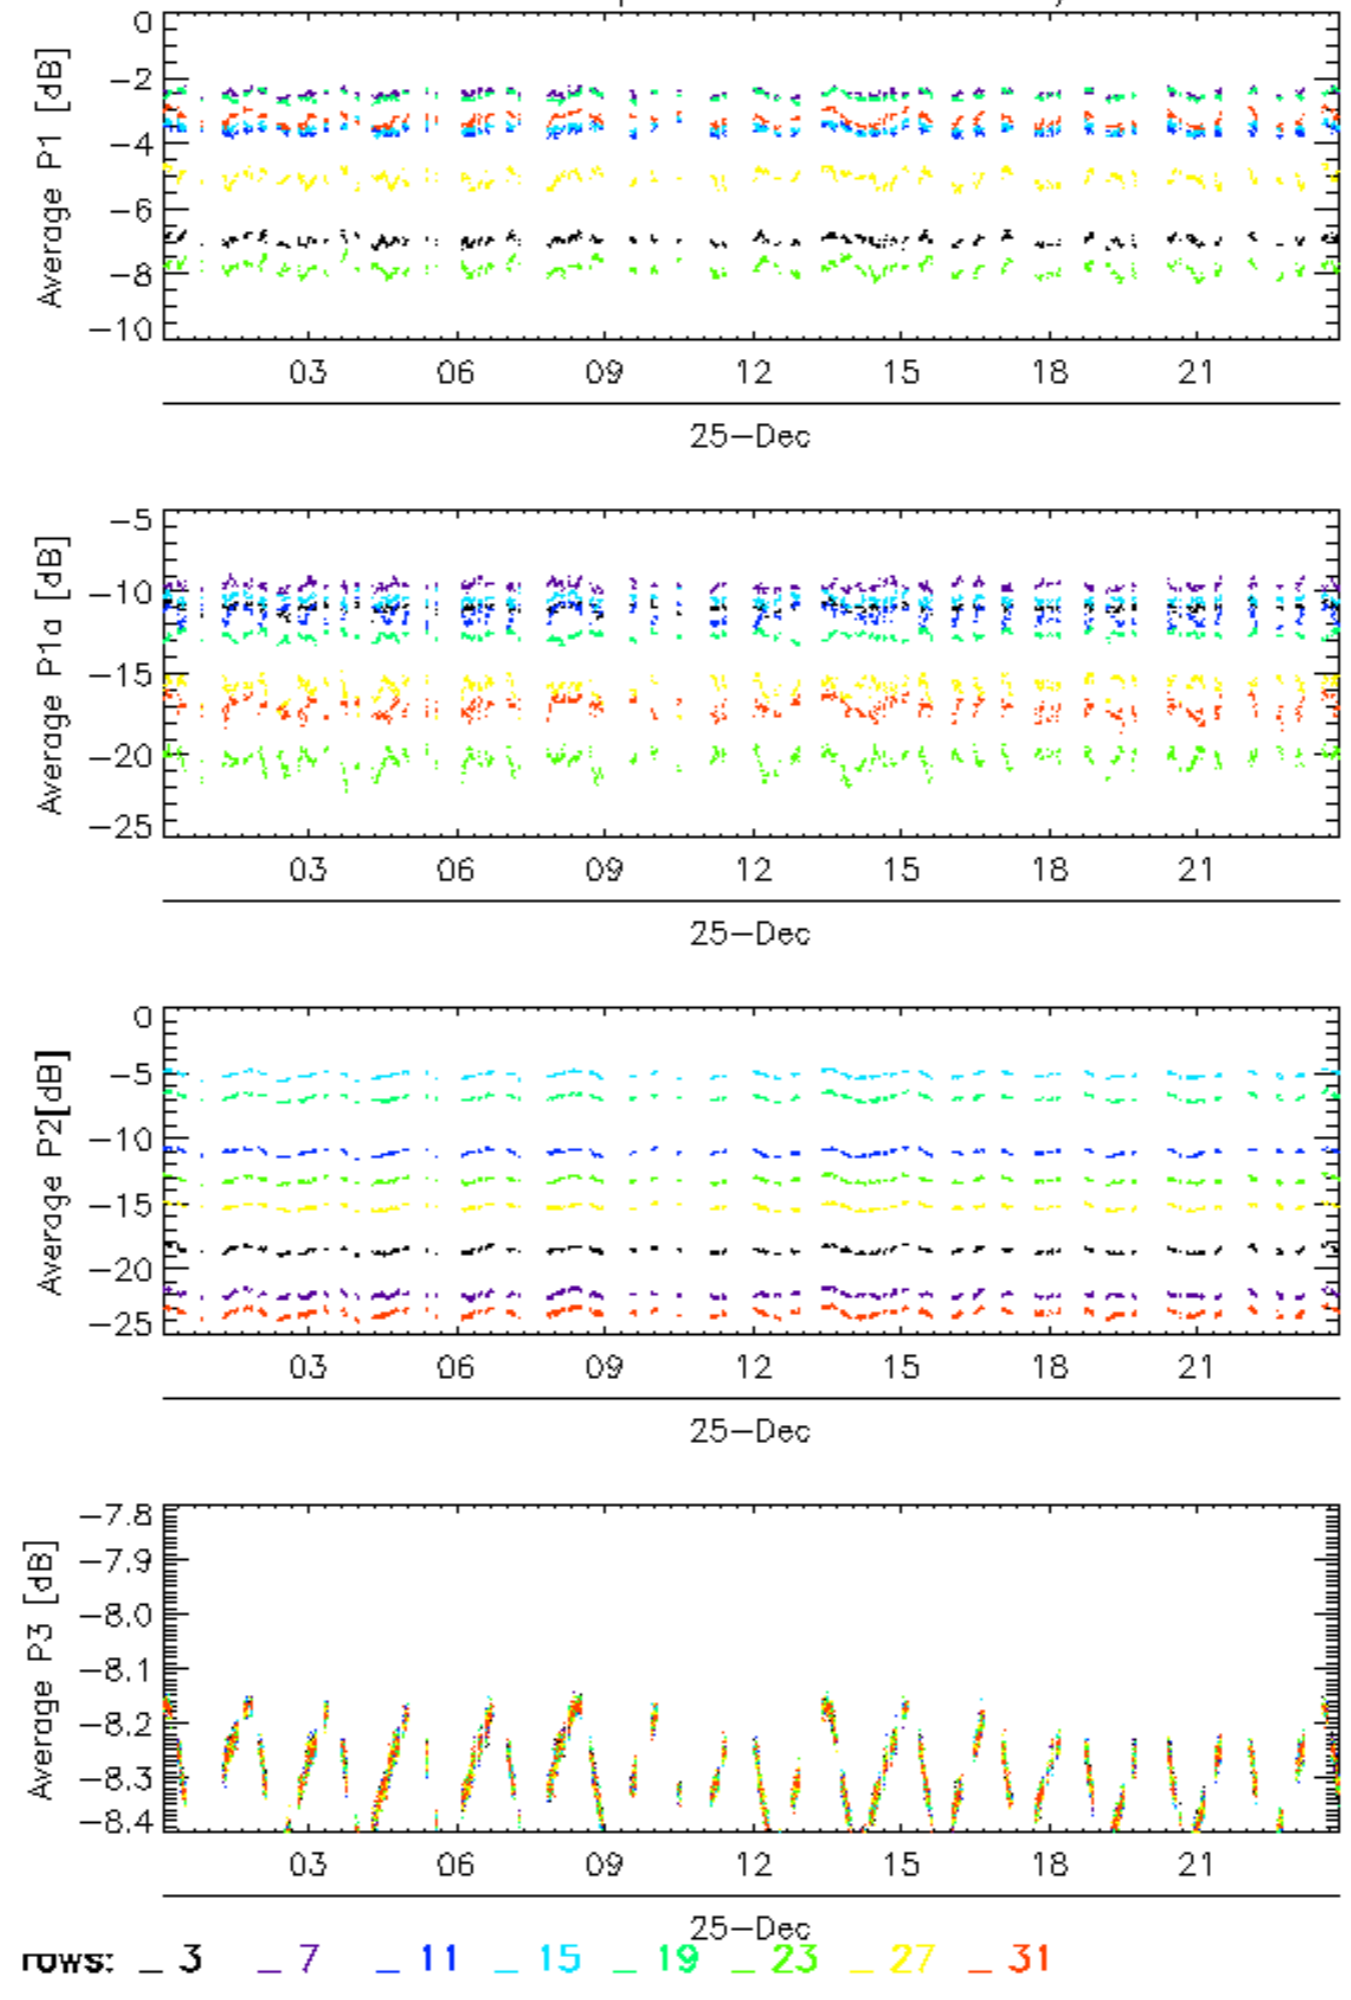 0
−2
−4
−6
−8
−10
Average P1 [dB]
03 06 09 12 15 18 21
25−Dec
−5
−10
−15
−20
−25
Average P1a [dB]
03 06 09 12 15 18 21
25−Dec
0
−5
−10
−15
−20
−25
Average P2[dB]
03 06 09 12 15 18 21
25−Dec
−7.8
−7.9
−8.0
−8.1
−8.2
−8.3
−8.4
Average P3 [dB]
03 06 09 12 15 18 21
25−Dec
rows: _ 3 _ 7 _ 11 _ 15 _ 19 _ 23 _ 27 _ 31